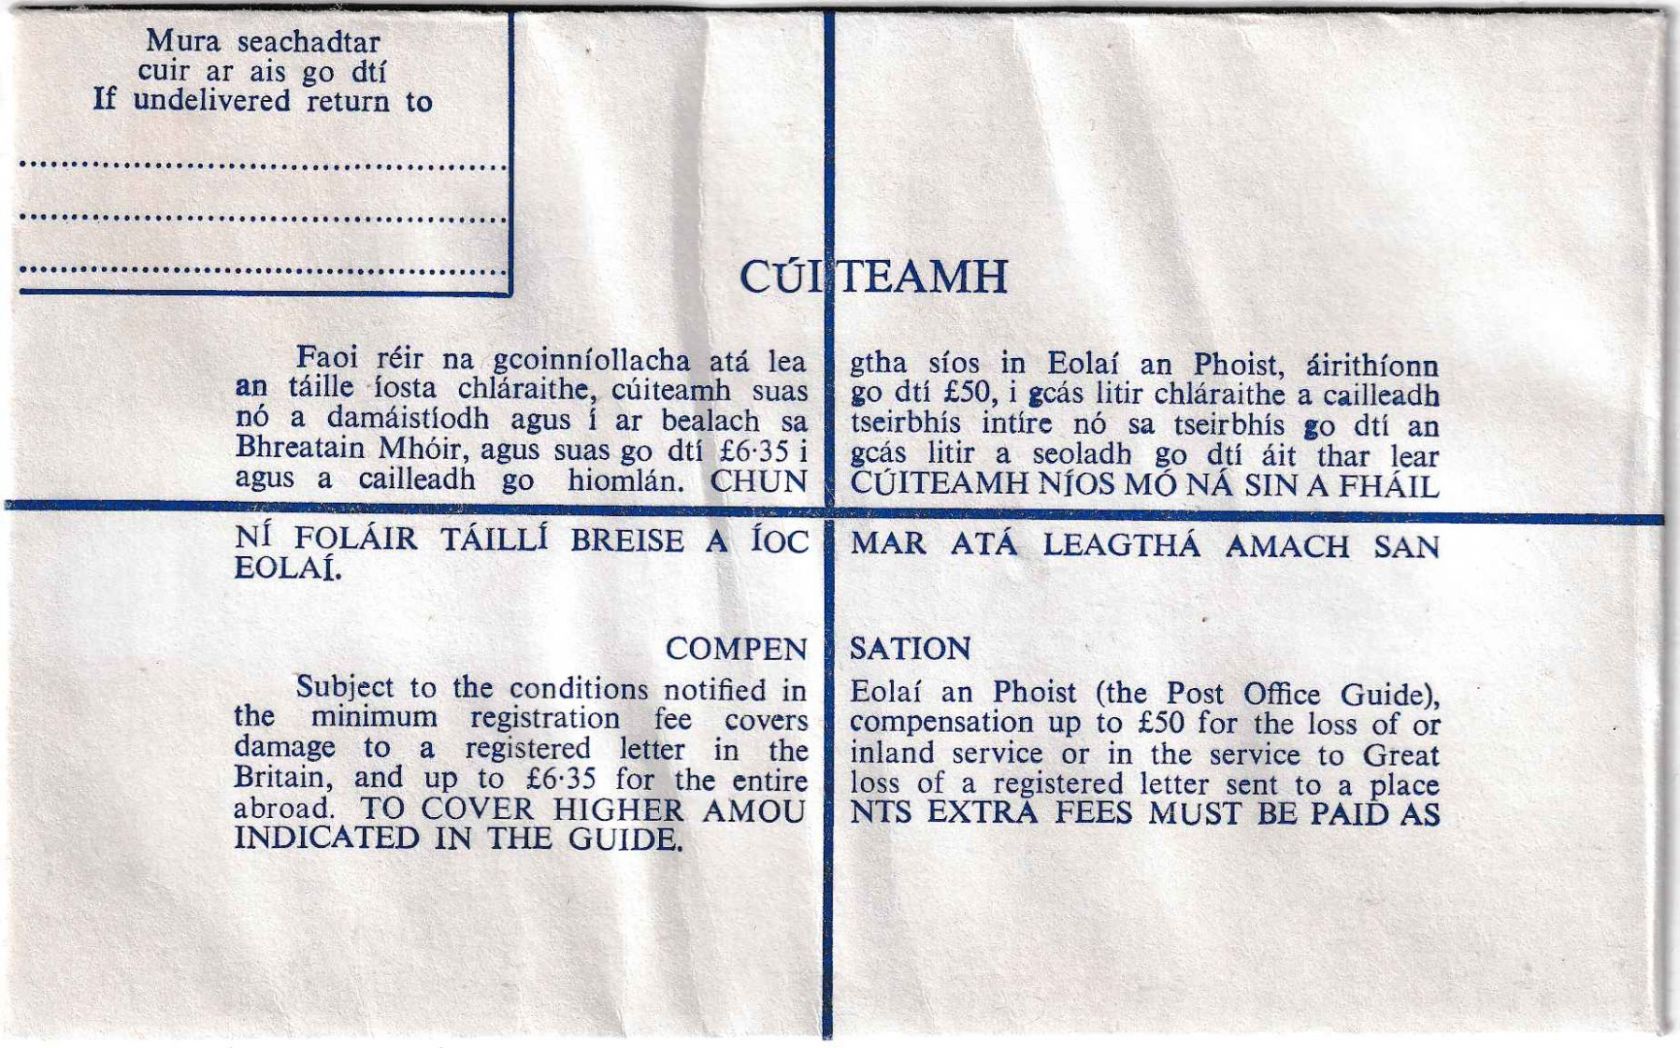 Mura seachadtar
cuir ar ais go dtí
If undelivered return to
CÚITEAMH
Faoi réir na gcoinníollacha atá leagtha síos in Eolaí an Phoist, áirithíonn
an táille íosta chláraithe, cúiteamh suas go dtí £50, i gcás litir chláraithe a cailleadh
nó a damáistíodh agus í ar bealach sa tseirbhís intíre nó sa tseirbhís go dtí an
Bhreatain Mhóir, agus suas go dtí £6·35 i gcás litir a seoladh go dtí áit thar lear
agus a cailleadh go hiomlán. CHUN CÚITEAMH NÍOS MÓ NÁ SIN A FHÁIL
NÍ FOLÁIR TÁILLÍ BREISE A ÍOC MAR ATÁ LEAGTHÁ AMACH SAN
EOLAÍ.
COMPENSATION
Subject to the conditions notified in Eolaí an Phoist (the Post Office Guide),
the minimum registration fee covers compensation up to £50 for the loss of or
damage to a registered letter in the inland service or in the service to Great
Britain, and up to £6·35 for the entire loss of a registered letter sent to a place
abroad. TO COVER HIGHER AMOUNTS EXTRA FEES MUST BE PAID AS
INDICATED IN THE GUIDE.